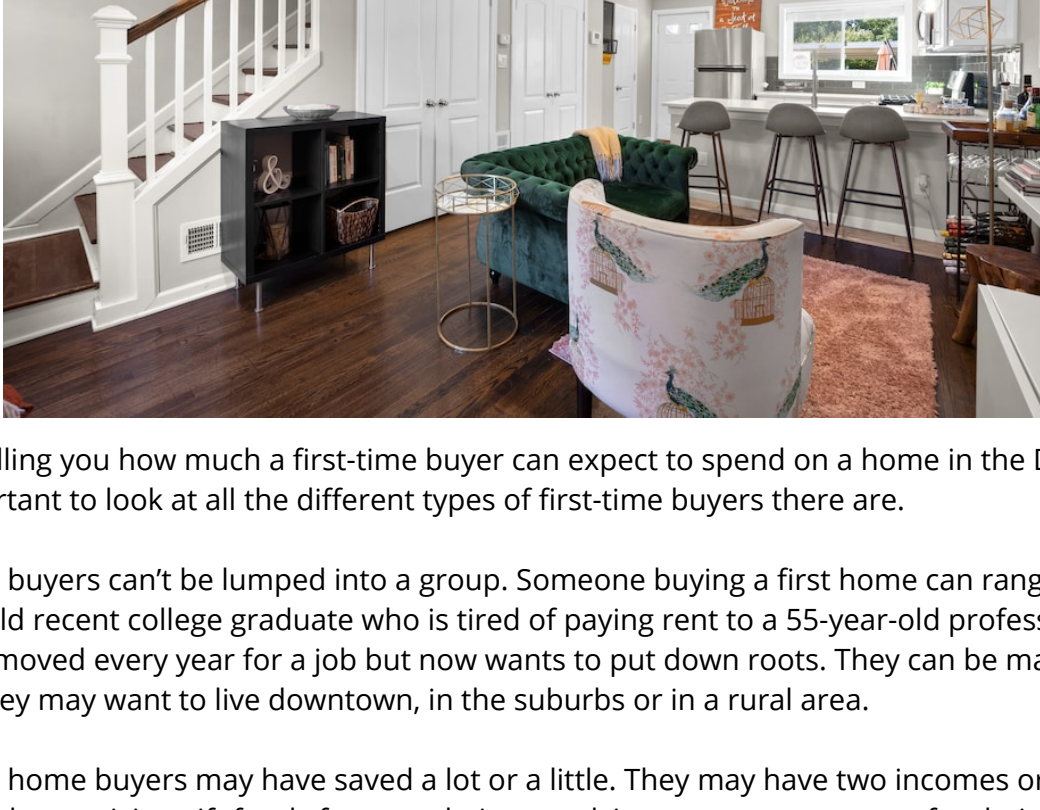 a
&
lling you how much a first-time buyer can expect to spend on a home in the D
rtant to look at all the different types of first-time buyers there are.
buyers can’t be lumped into a group. Someone buying a first home can rang
ld recent college graduate who is tired of paying rent to a 55-year-old profess
moved every year for a job but now wants to put down roots. They can be ma
ey may want to live downtown, in the suburbs or in a rural area.
home buyers may have saved a lot or a little. They may have two incomes or